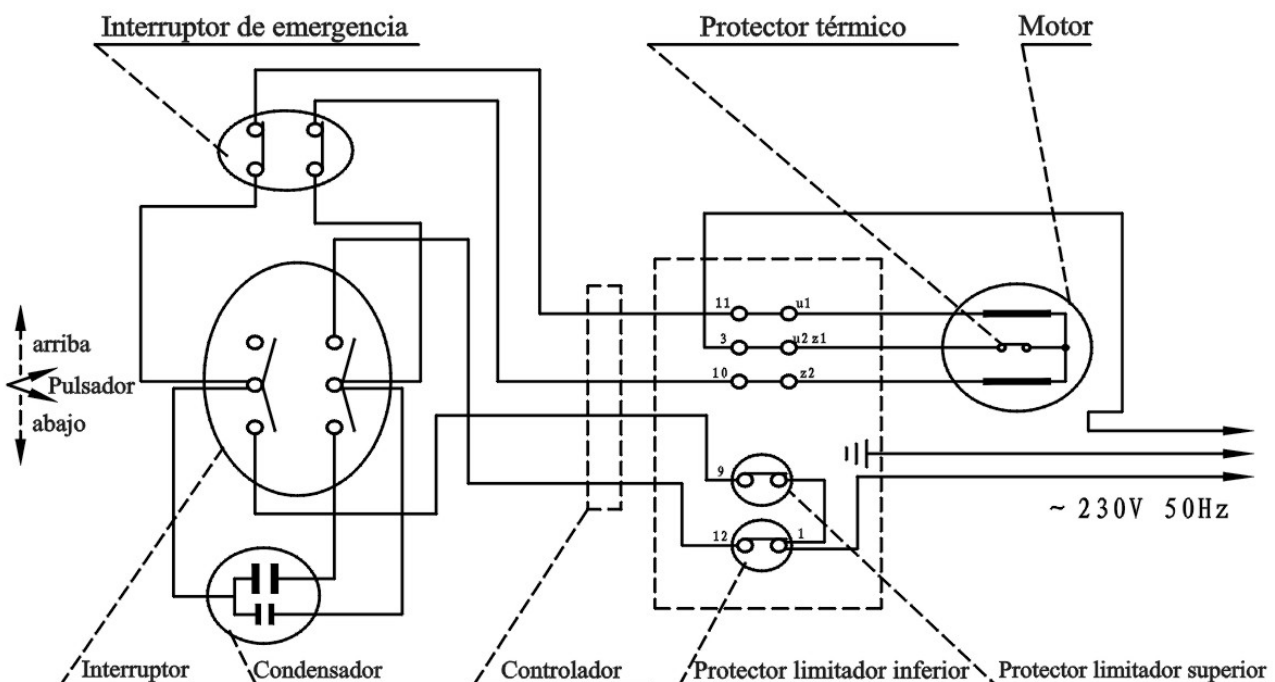 Interruptor de emergencia
Protector térmico
Motor
11
u1
3
u2 z1
10
z2
arriba
Pulsador
abajo
9
12
1
~ 230V 50Hz
Interruptor
Condensador
Controlador
Protector limitador inferior
Protector limitador superior